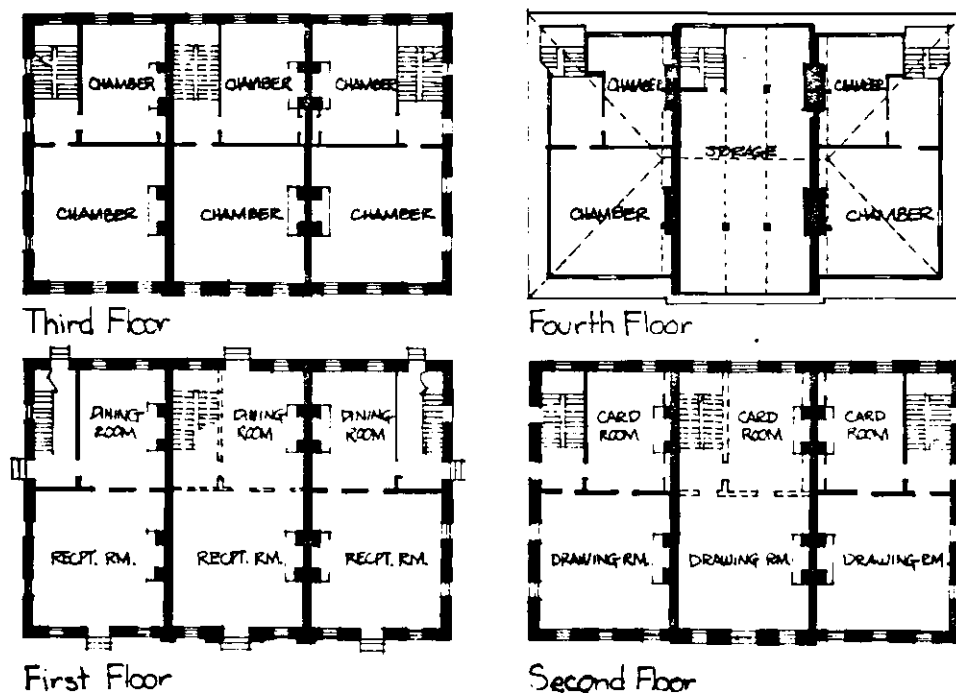 CHAMBER CHAMBER CHAMBER
CHAMBER CHAMBER CHAMBER
Third Floor
CHAMBER CHAMBER
STORAGE
CHAMBER CHAMBER
Fourth Floor
DINING ROOM
DINING ROOM
DINING ROOM
RECPT. RM. RECPT. RM. RECPT. RM.
First Floor
CARD ROOM
CARD ROOM
CARD ROOM
DRAWING RM. DRAWING RM. DRAWING RM.
Second Floor